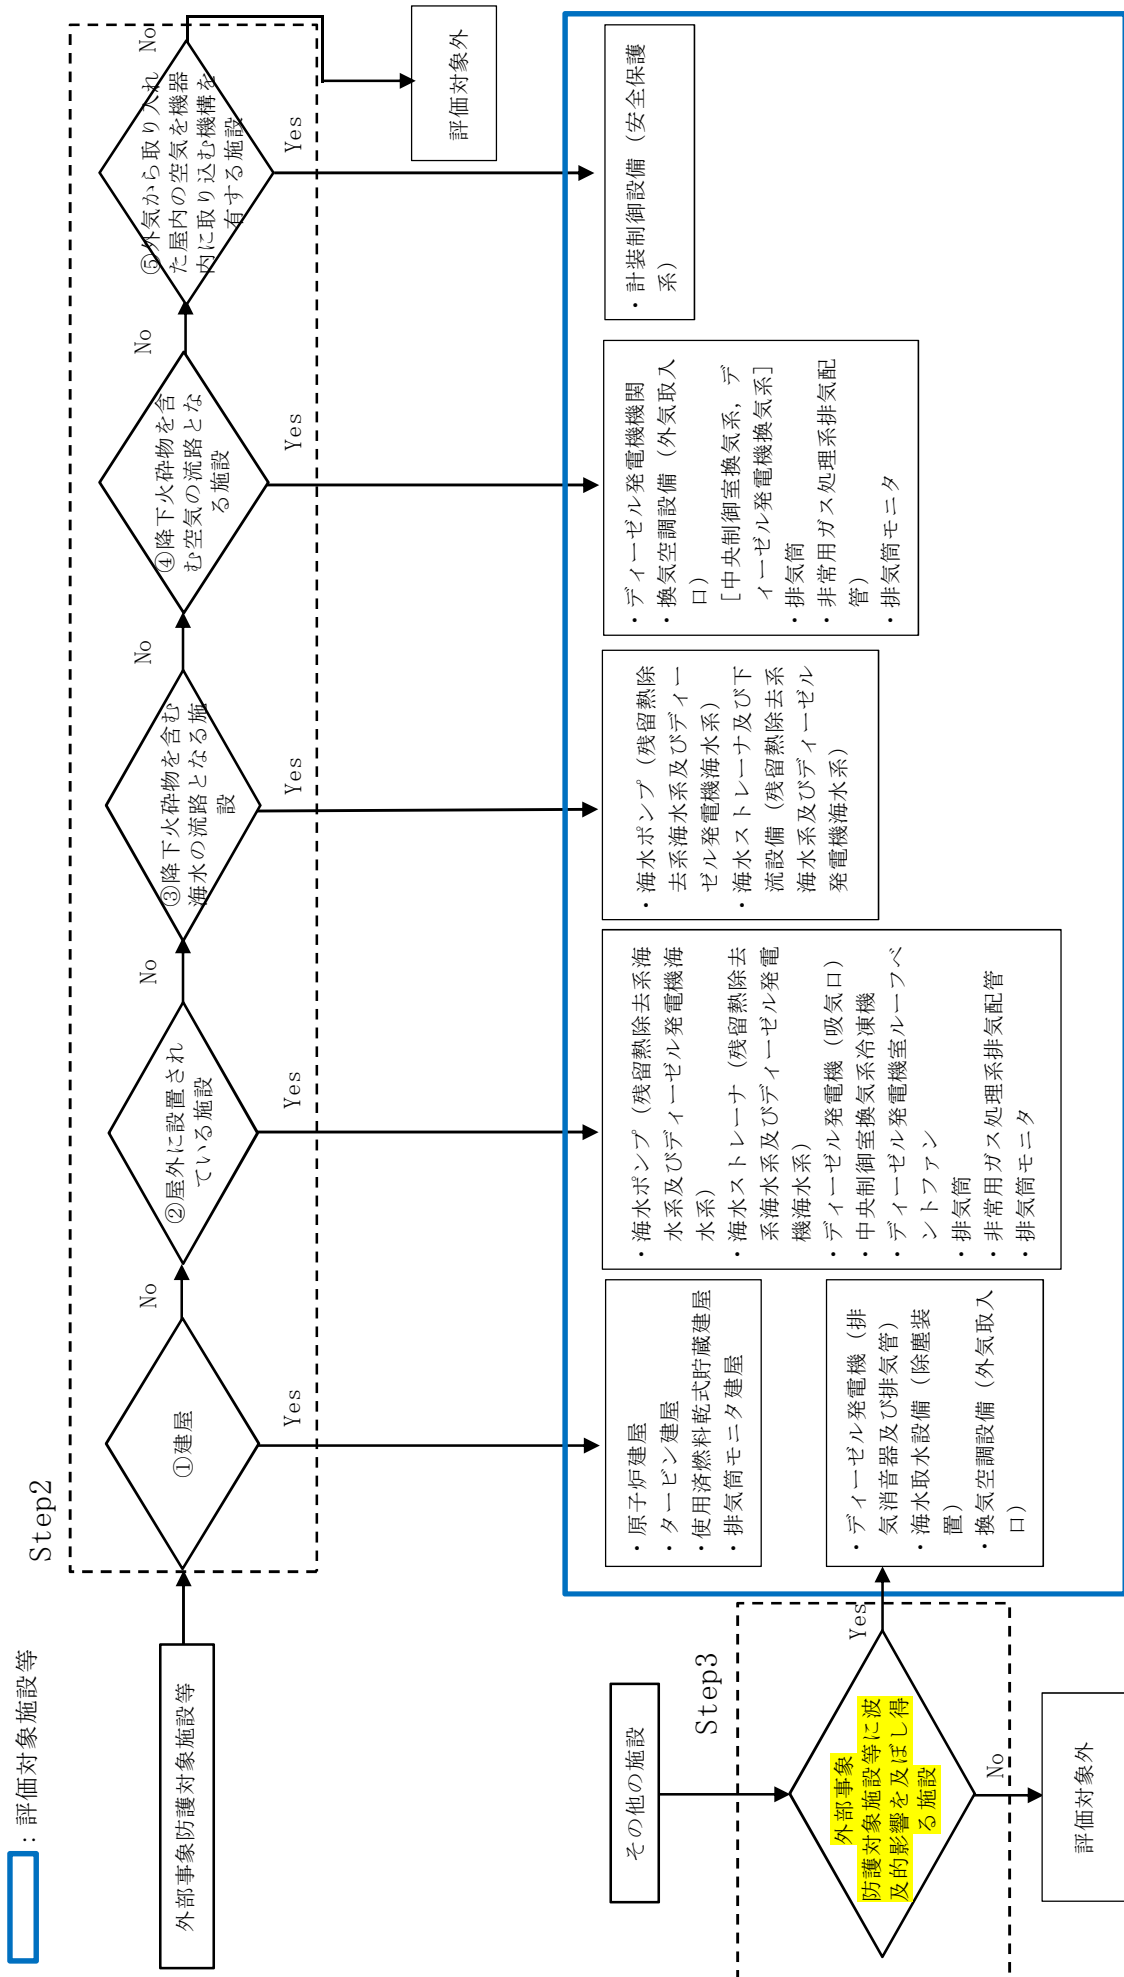 ：評価対象施設等
Step2
外部事象防護対象施設等
①建屋
No
Yes
②屋外に設置され
ている施設
No
Yes
③降下火砕物を含む
海水の流路となる施
設
No
Yes
④降下火砕物を含
む空気の流路とな
る施設
No
Yes
⑤外気から取り入れ
た屋内の空気を機器
内に取り込む機構を
有する施設
No
Yes
評価対象外
・原子炉建屋
・タービン建屋
・使用済燃料乾式貯蔵建屋
・排気筒モニタ建屋
・海水ポンプ（残留熱除去系海
水系及びディーゼル発電機海
水系）
・海水ストレーナ（残留熱除去
系海水系及びディーゼル発電
機海水系）
・ディーゼル発電機（吸気口）
・中央制御室換気系冷凍機
・ディーゼル発電機室ルーフベ
ントファン
・排気筒
・非常用ガス処理系排気配管
・排気筒モニタ
・海水ポンプ（残留熱除
去系海水系及びディー
ゼル発電機海水系）
・海水ストレーナ及び下
流設備（残留熱除去系
海水系及びディーゼル
発電機海水系）
・ディーゼル発電機機関
・換気空調設備（外気取入
口）
［中央制御室換気系，デ
ィーゼル発電機換気系］
・排気筒
・非常用ガス処理系排気配
管）
・排気筒モニタ
・計装制御設備（安全保護
系）
その他の施設
Step3
外部事象
防護対象施設等に波
及的影響を及ぼし得
る施設
Yes
No
評価対象外
・ディーゼル発電機（排
気消音器及び排気管）
・海水取水設備（除塵装
置）
・換気空調設備（外気取入
口）